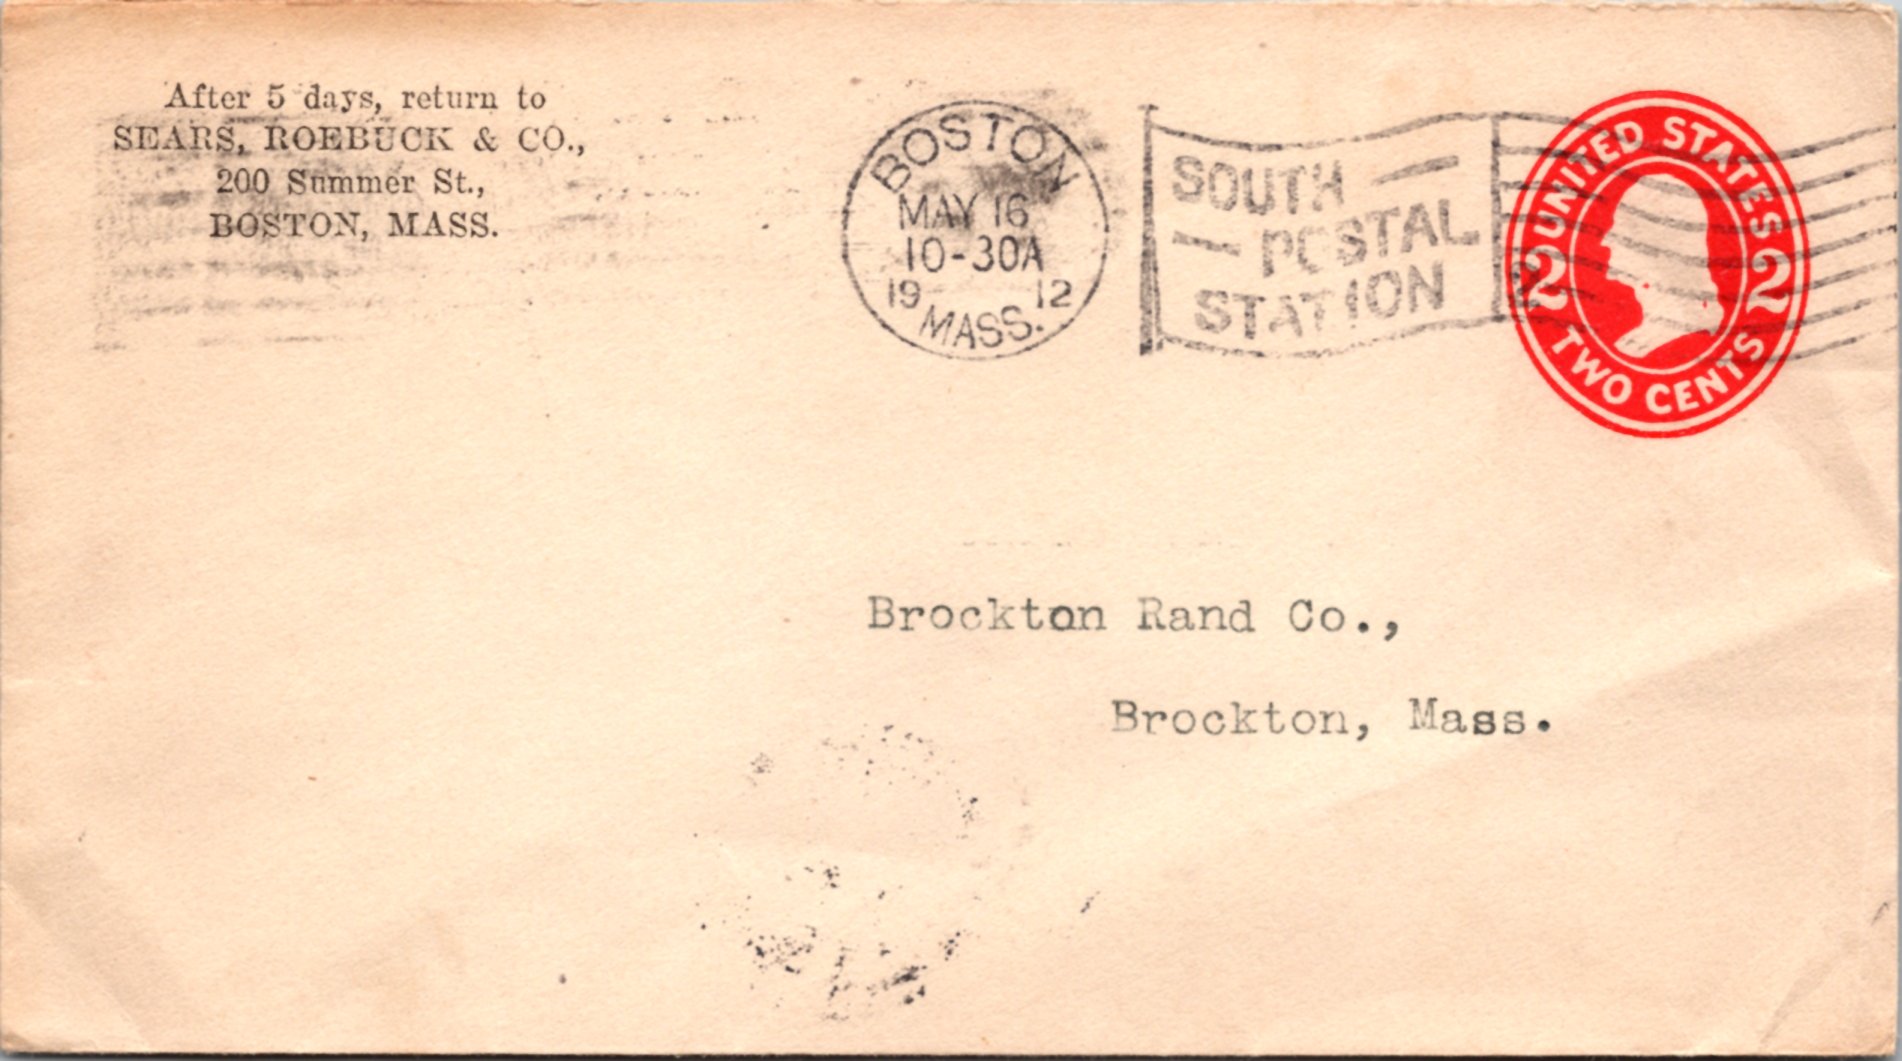 After 5 days, return to
SEARS, ROEBUCK & CO.,
200 Summer St.,
BOSTON, MASS.
BOSTON
MAY 16
10-30A
19 12
MASS.
SOUTH
POSTAL
STATION
UNITED STATES
2 2
TWO CENTS
Brockton Rand Co.,
Brockton, Mass.